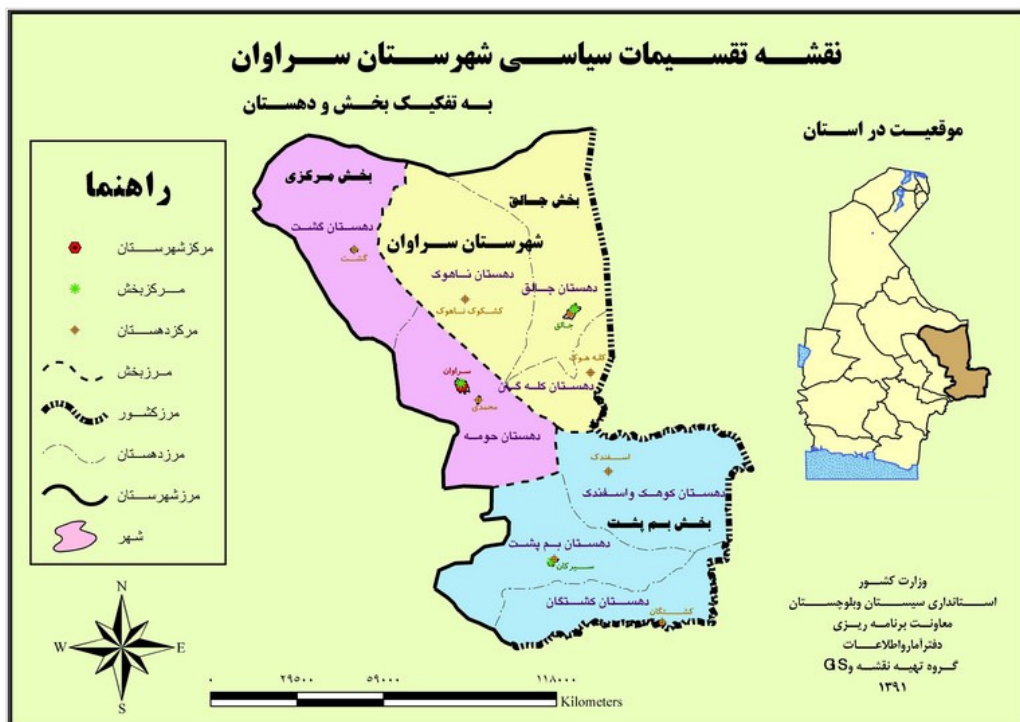 نقشه تقسیمات سیاسی شهرستان سراوان
به تفکیک بخش و دهستان
موقعیت در استان
راهنما
مرکزشهرستان
مرکزبخش
مرکزدهستان
مرزبخش
مرزکشور
مرزدهستان
مرزشهرستان
شهر
بخش مرکزی
بخش جالق
دهستان گشت
گشت
شهرستان سراوان
دهستان ناهوک
دهستان جالق
کشکوک ناهوک
جالق
کله هوک
سراوان
دهستان کله گان
محمدی
دهستان حومه
اسفندک
دهستان کوهک واسفندک
بخش بم پشت
دهستان بم پشت
سیرکان
دهستان کشتگان
کشتگان
N
W E
S
۰ ۲۹۵۰۰ ۵۹۰۰۰ ۱۱۸۰۰۰
Kilometers
وزارت کشور
استانداری سیستان وبلوچستان
معاونت برنامه ریزی
دفترآمارواطلاعات
گروه تهیه نقشه وGIS
۱۳۹۱